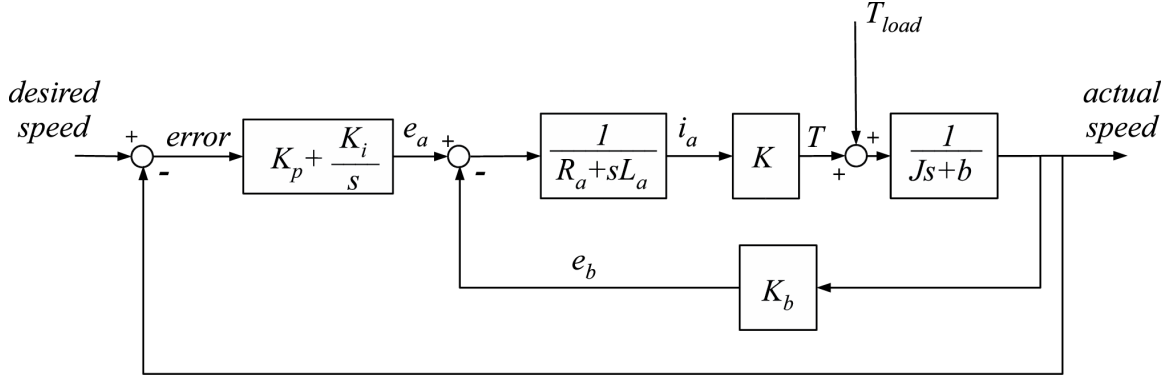 T_load
desired
speed
actual
speed
+
error
-
K_p + K_i/s
e_a
+
-
1/(R_a+sL_a)
i_a
K
T
+
+
1/(Js+b)
e_b
K_b